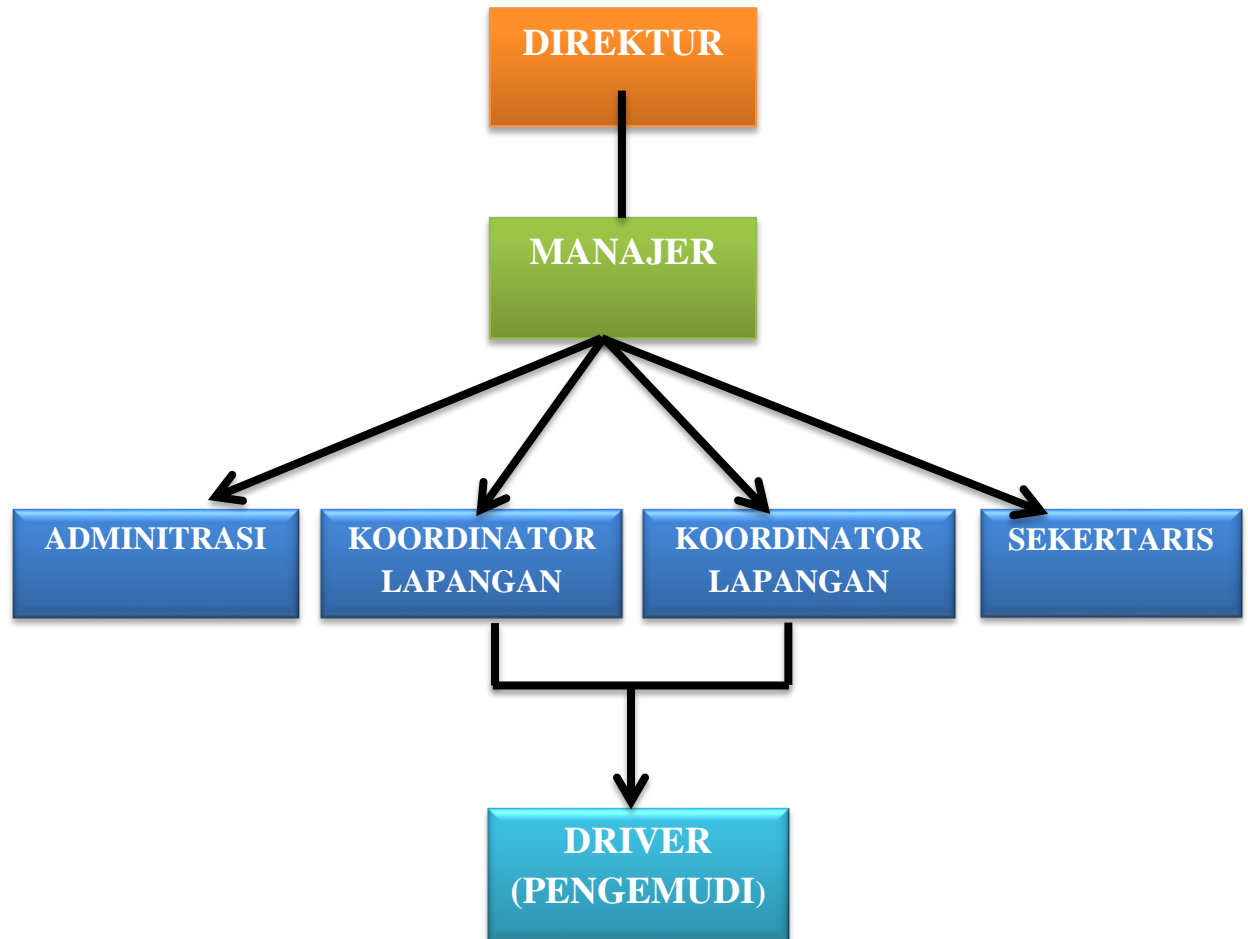 DIREKTUR
MANAJER
ADMINITRASI
KOORDINATOR
LAPANGAN
KOORDINATOR
LAPANGAN
SEKERTARIS
DRIVER
(PENGEMUDI)